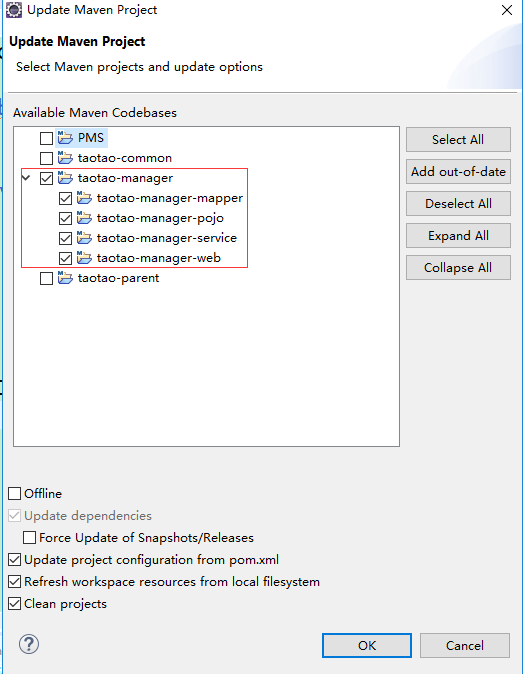 Update Maven Project
Update Maven Project
Select Maven projects and update options
Available Maven Codebases
PMS
taotao-common
taotao-manager
taotao-manager-mapper
taotao-manager-pojo
taotao-manager-service
taotao-manager-web
taotao-parent
Select All
Add out-of-date
Deselect All
Expand All
Collapse All
Offline
Update dependencies
Force Update of Snapshots/Releases
Update project configuration from pom.xml
Refresh workspace resources from local filesystem
Clean projects
OK
Cancel